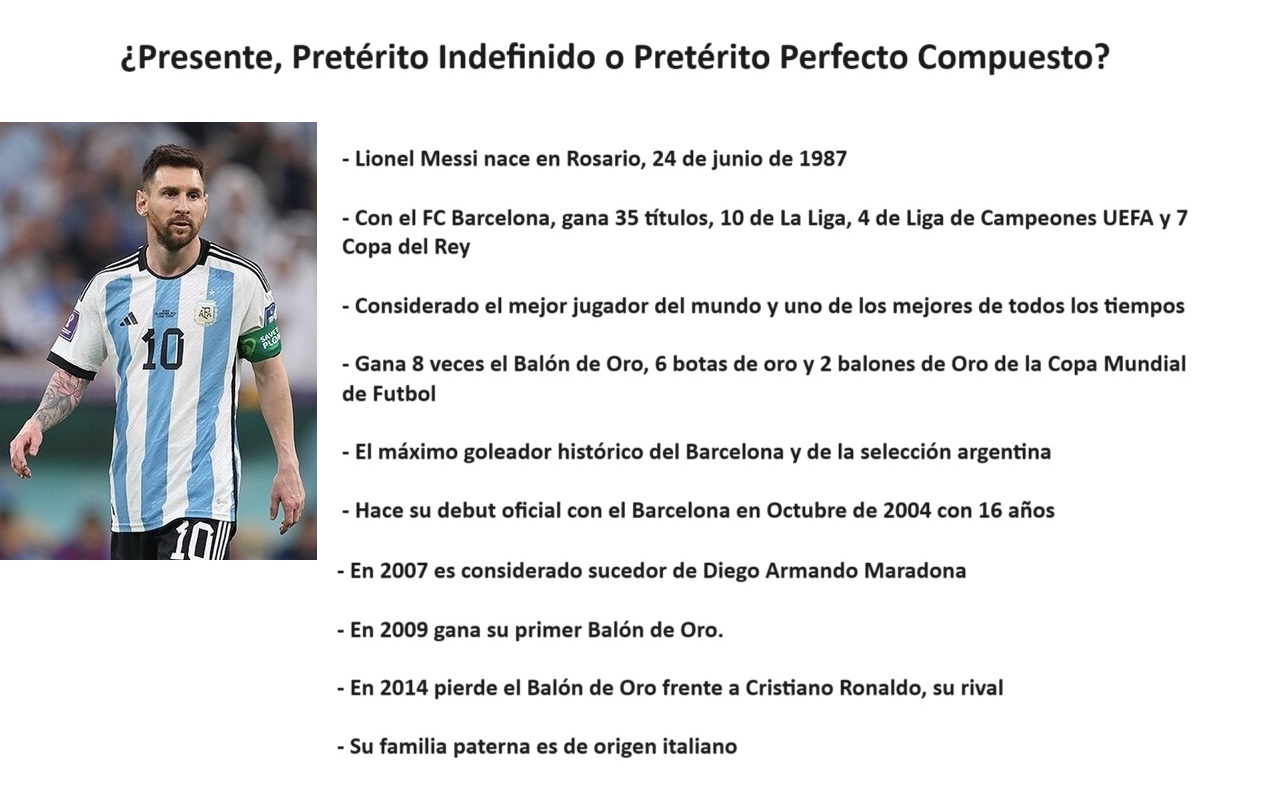 ¿Presente, Pretérito Indefinido o Pretérito Perfecto Compuesto?
- Lionel Messi nace en Rosario, 24 de junio de 1987
- Con el FC Barcelona, gana 35 títulos, 10 de La Liga, 4 de Liga de Campeones UEFA y 7
Copa del Rey
- Considerado el mejor jugador del mundo y uno de los mejores de todos los tiempos
- Gana 8 veces el Balón de Oro, 6 botas de oro y 2 balones de Oro de la Copa Mundial
de Futbol
- El máximo goleador histórico del Barcelona y de la selección argentina
- Hace su debut oficial con el Barcelona en Octubre de 2004 con 16 años
- En 2007 es considerado sucedor de Diego Armando Maradona
- En 2009 gana su primer Balón de Oro.
- En 2014 pierde el Balón de Oro frente a Cristiano Ronaldo, su rival
- Su familia paterna es de origen italiano
10
10